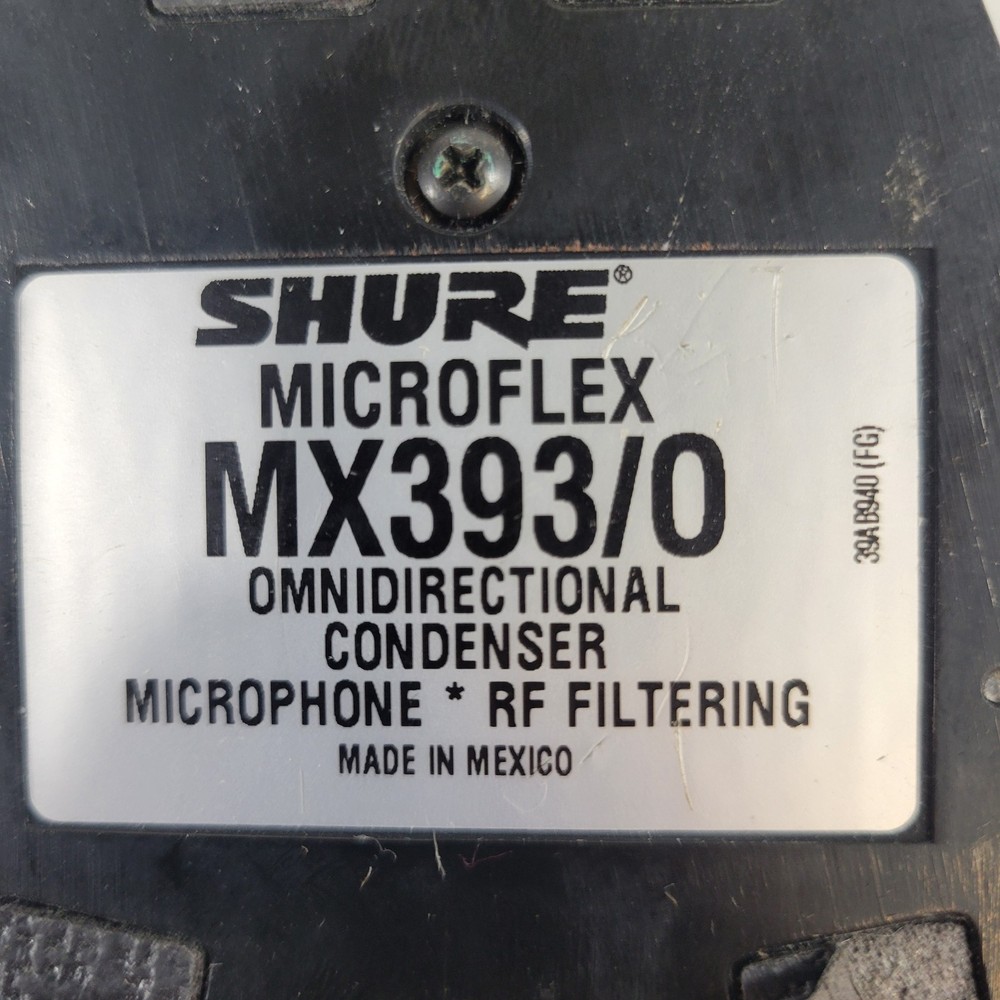 SHURE®
MICROFLEX
MX393/O
OMNIDIRECTIONAL
CONDENSER
MICROPHONE * RF FILTERING
MADE IN MEXICO
39AB940 (FG)